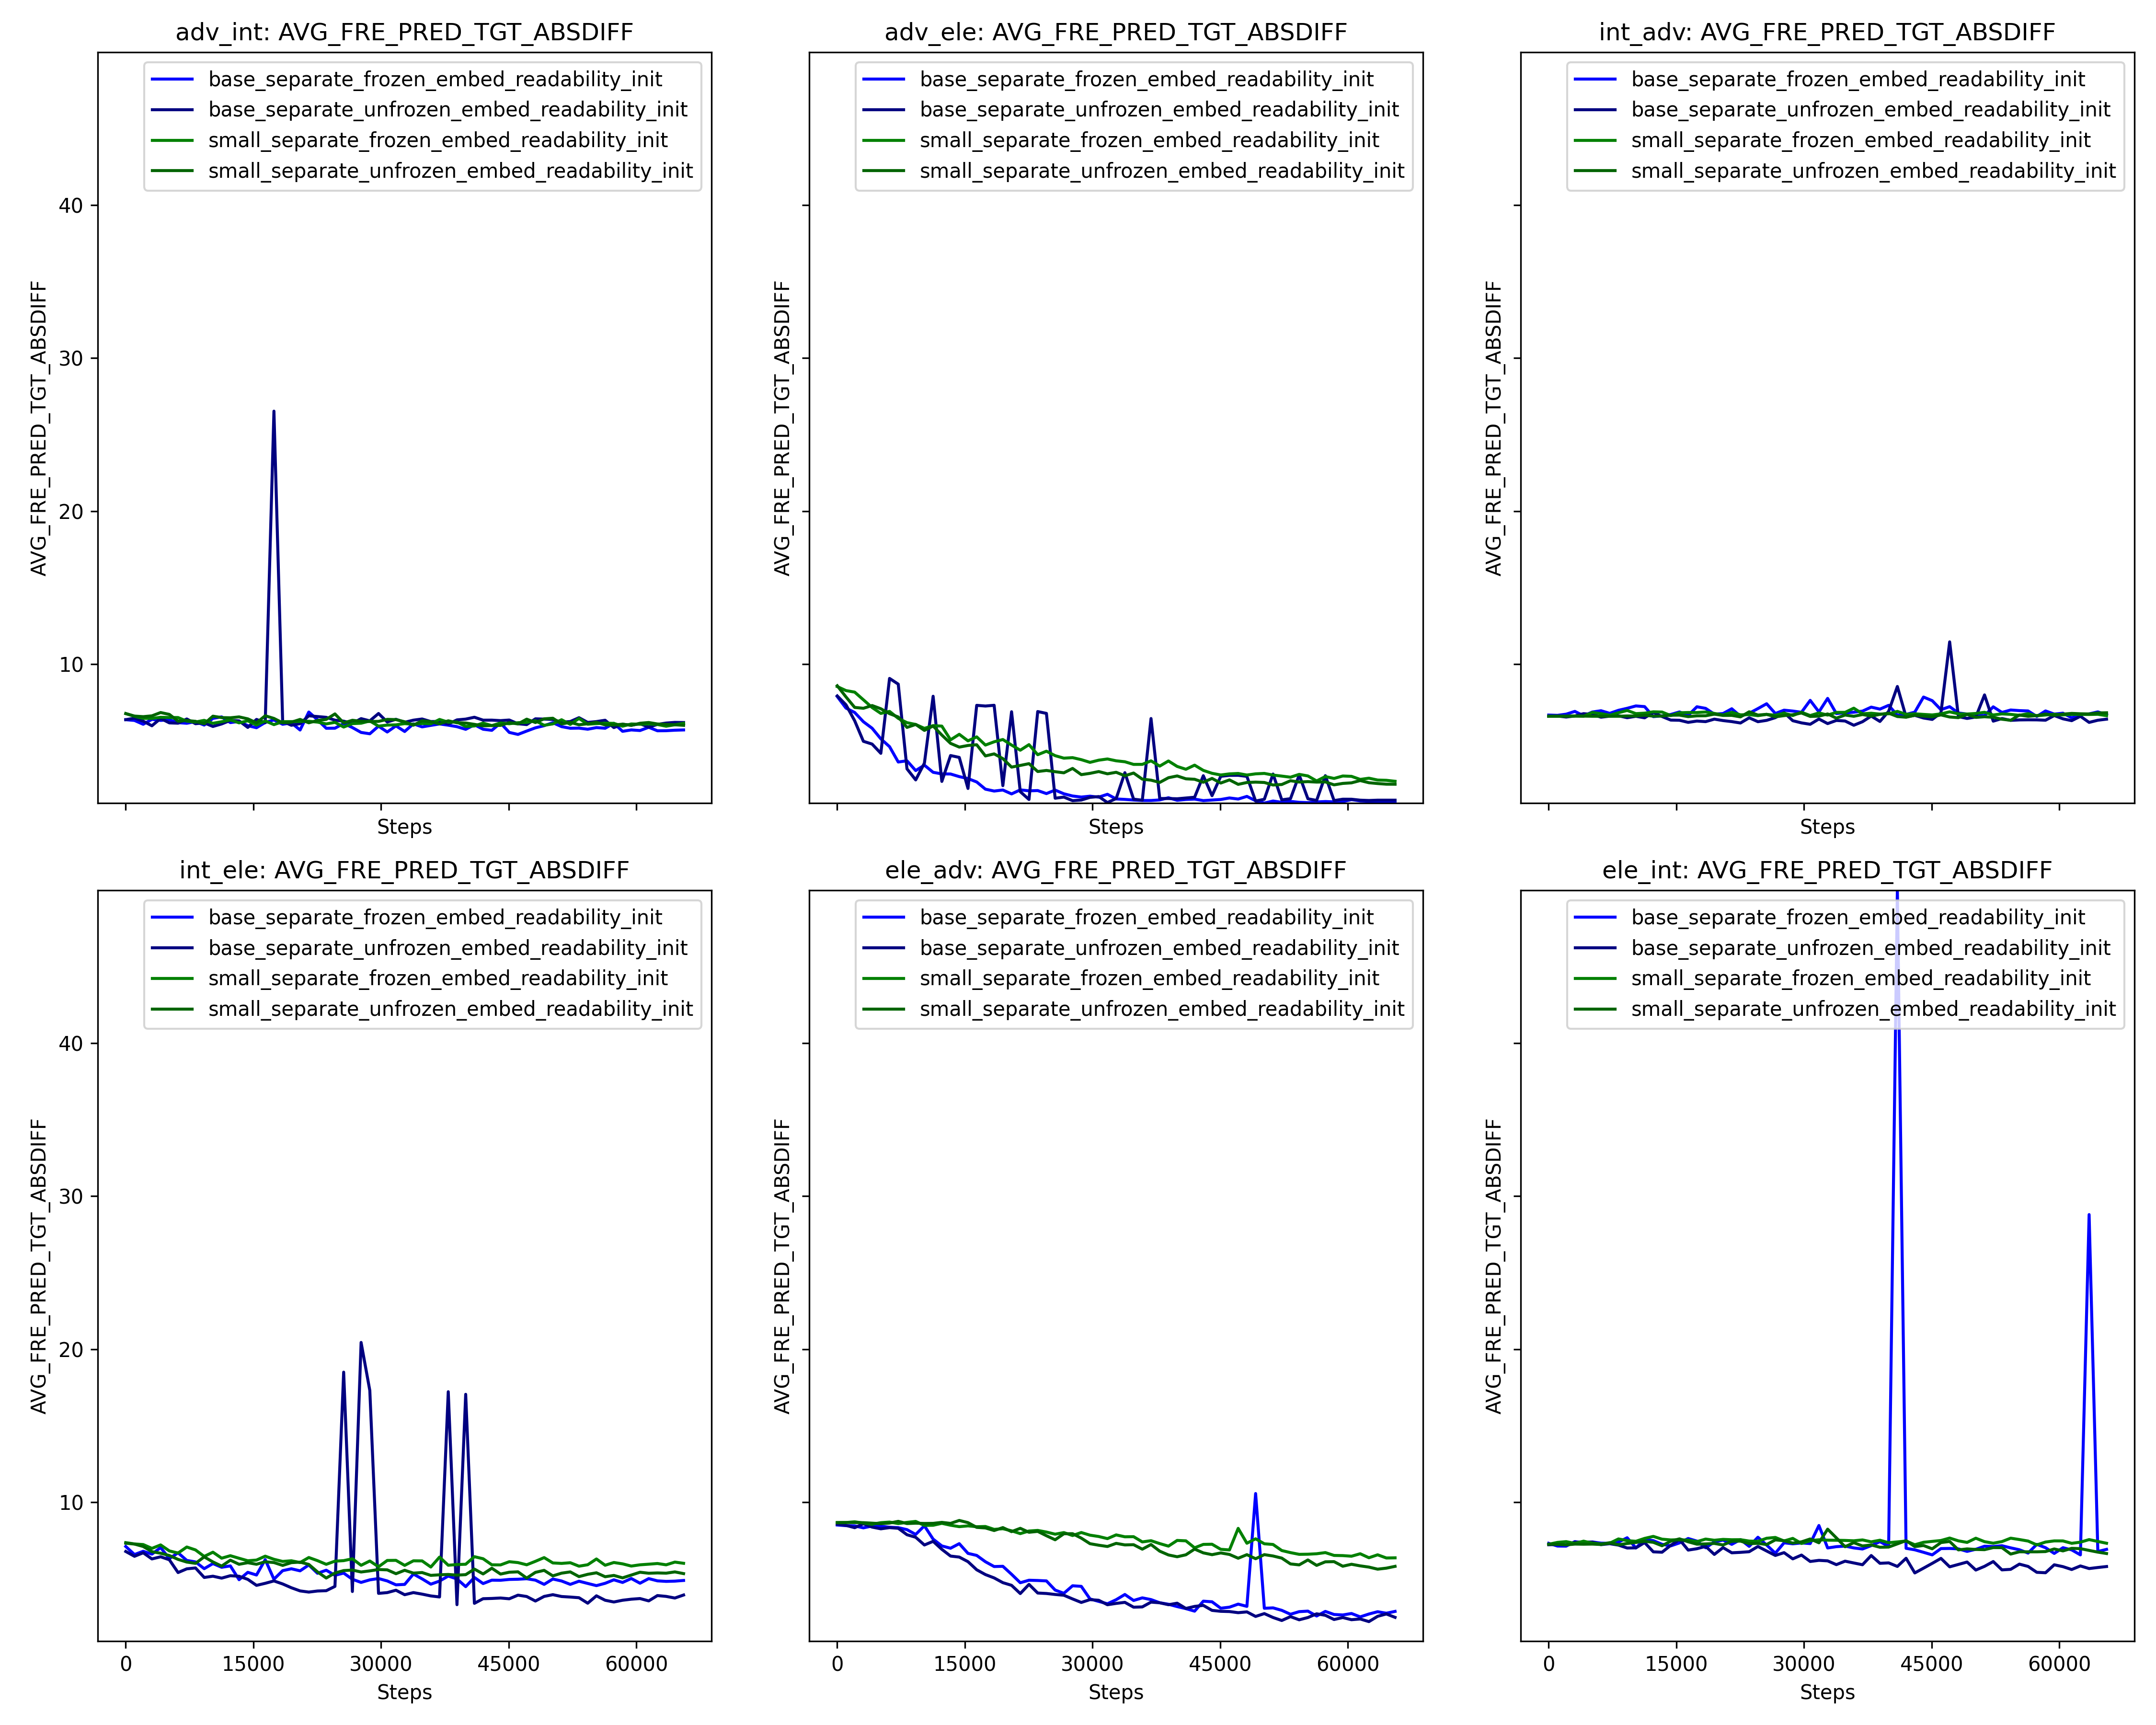 adv_int: AVG_FRE_PRED_TGT_ABSDIFF
AVG_FRE_PRED_TGT_ABSDIFF
base_separate_frozen_embed_readability_init
base_separate_unfrozen_embed_readability_init
small_separate_frozen_embed_readability_init
small_separate_unfrozen_embed_readability_init
40
30
20
10
Steps
adv_ele: AVG_FRE_PRED_TGT_ABSDIFF
AVG_FRE_PRED_TGT_ABSDIFF
base_separate_frozen_embed_readability_init
base_separate_unfrozen_embed_readability_init
small_separate_frozen_embed_readability_init
small_separate_unfrozen_embed_readability_init
Steps
int_adv: AVG_FRE_PRED_TGT_ABSDIFF
AVG_FRE_PRED_TGT_ABSDIFF
base_separate_frozen_embed_readability_init
base_separate_unfrozen_embed_readability_init
small_separate_frozen_embed_readability_init
small_separate_unfrozen_embed_readability_init
Steps
int_ele: AVG_FRE_PRED_TGT_ABSDIFF
AVG_FRE_PRED_TGT_ABSDIFF
base_separate_frozen_embed_readability_init
base_separate_unfrozen_embed_readability_init
small_separate_frozen_embed_readability_init
small_separate_unfrozen_embed_readability_init
40
30
20
10
0 15000 30000 45000 60000
Steps
ele_adv: AVG_FRE_PRED_TGT_ABSDIFF
AVG_FRE_PRED_TGT_ABSDIFF
base_separate_frozen_embed_readability_init
base_separate_unfrozen_embed_readability_init
small_separate_frozen_embed_readability_init
small_separate_unfrozen_embed_readability_init
0 15000 30000 45000 60000
Steps
ele_int: AVG_FRE_PRED_TGT_ABSDIFF
AVG_FRE_PRED_TGT_ABSDIFF
base_separate_frozen_embed_readability_init
base_separate_unfrozen_embed_readability_init
small_separate_frozen_embed_readability_init
small_separate_unfrozen_embed_readability_init
0 15000 30000 45000 60000
Steps